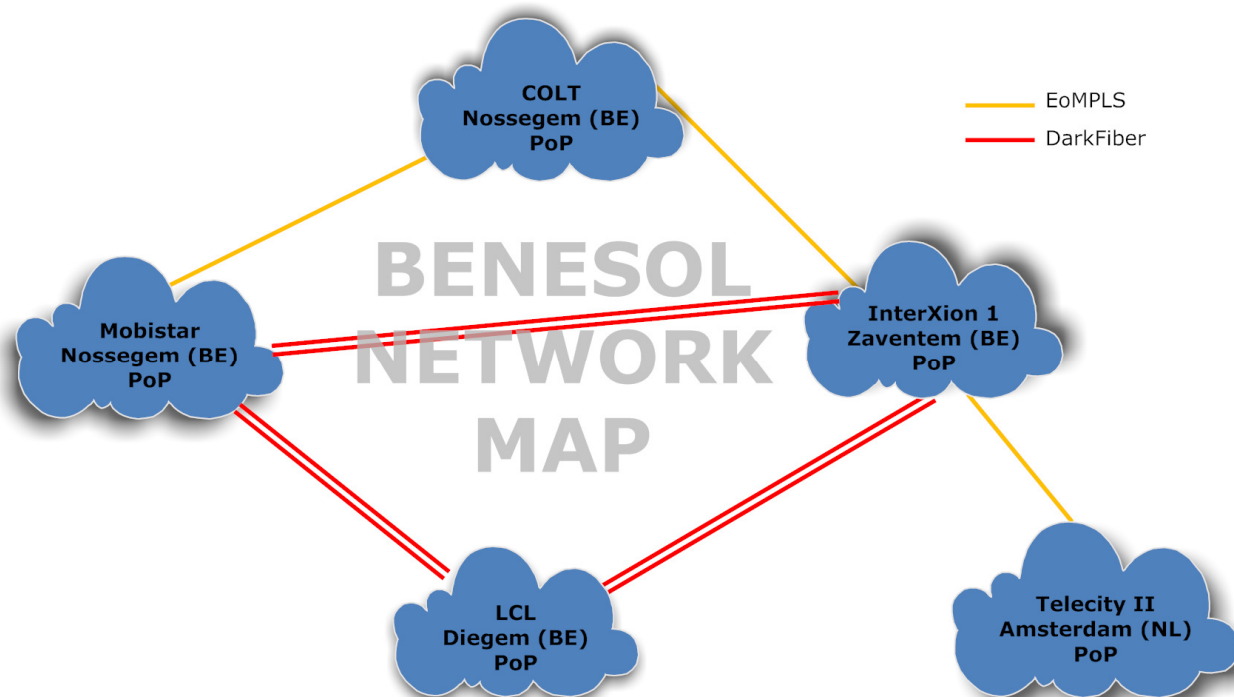 COLT
Nossegem (BE)
PoP
EoMPLS
DarkFiber
BENESOL
NETWORK
MAP
Mobistar
Nossegem (BE)
PoP
InterXion 1
Zaventem (BE)
PoP
LCL
Diegem (BE)
PoP
Telecity II
Amsterdam (NL)
PoP